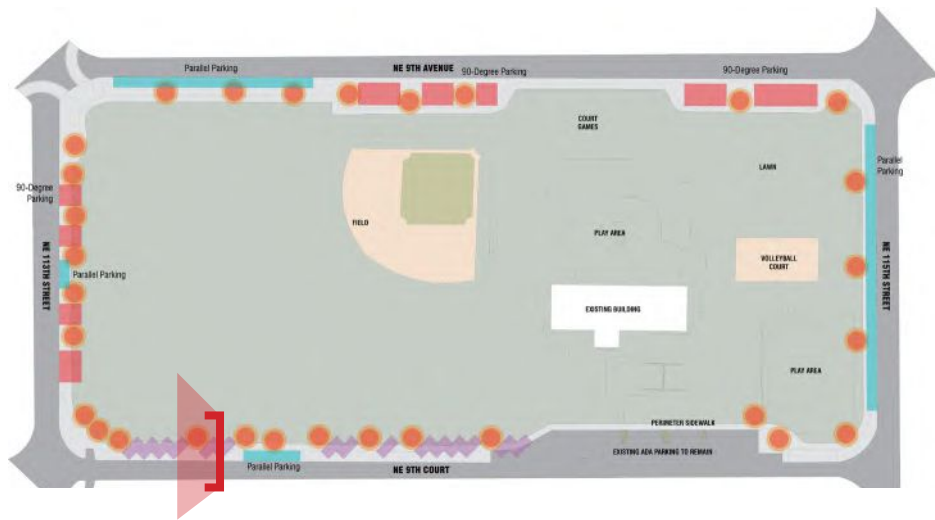 Parallel Parking
NE 9TH AVENUE
90-Degree Parking
90-Degree Parking
COURT
GAMES
Parallel
Parking
LAWN
90-Degree
Parking
FIELD
PLAY AREA
VOLLEYBALL
COURT
NE 113TH STREET
NE 115TH STREET
Parallel Parking
EXISTING BUILDING
PLAY AREA
PERIMETER SIDEWALK
EXISTING ADA PARKING TO REMAIN
Parallel Parking
NE 9TH COURT